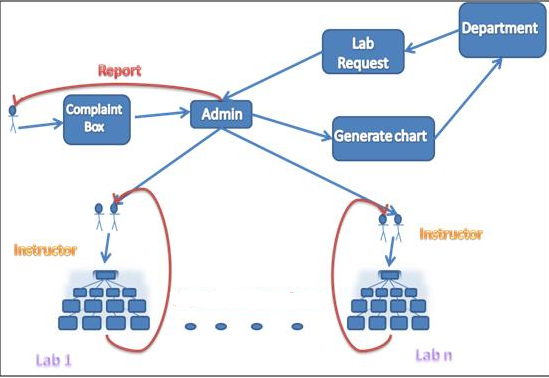 Department
Lab
Request
Report
Complaint
Box
Admin
Generate chart
Instructor
Instructor
Lab 1
Lab n